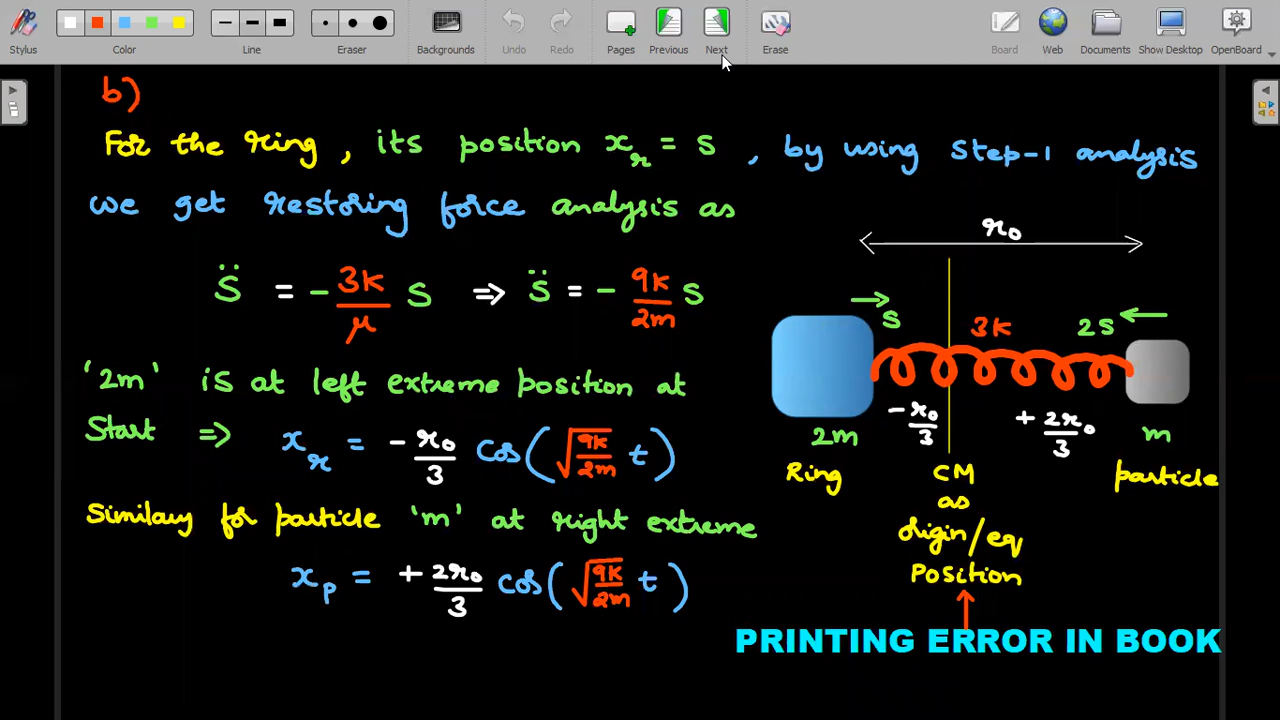 Stylus
Color
Line
Eraser
Backgrounds
Undo
Redo
Pages
Previous
Next
Erase
Board
Web
Documents
Show Desktop
OpenBoard
b)
For the ring, its position x_r = s, by using Step-1 analysis
we get restoring force analysis as
s̈ = - 3k/μ s ⇒ s̈ = - 9k/2m s
'2m' is at left extreme position at
Start ⇒ x_r = - x₀/3 cos(√(9k/2m) t)
Similary for particle 'm' at right extreme
x_p = + 2x₀/3 cos(√(9k/2m) t)
x₀
s
3k
2s
- x₀/3
+ 2x₀/3
2m
m
Ring
CM
particle
as
origin/eq
Position
PRINTING ERROR IN BOOK